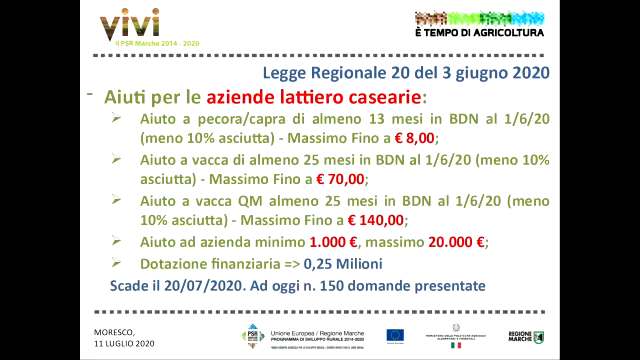 vivi
il PSR Marche 2014 - 2020
È TEMPO DI AGRICOLTURA
Legge Regionale 20 del 3 giugno 2020
- Aiuti per le aziende lattiero casearie:
➢ Aiuto a pecora/capra di almeno 13 mesi in BDN al 1/6/20
(meno 10% asciutta) - Massimo Fino a € 8,00;
➢ Aiuto a vacca di almeno 25 mesi in BDN al 1/6/20 (meno 10%
asciutta) - Massimo Fino a € 70,00;
➢ Aiuto a vacca QM almeno 25 mesi in BDN al 1/6/20 (meno
10% asciutta) - Massimo Fino a € 140,00;
➢ Aiuto ad azienda minimo 1.000 €, massimo 20.000 €;
➢ Dotazione finanziaria => 0,25 Milioni
Scade il 20/07/2020. Ad oggi n. 150 domande presentate
MORESCO,
11 LUGLIO 2020
PSR
Unione Europea / Regione Marche
PROGRAMMA DI SVILUPPO RURALE 2014-2020
REGIONE
MARCHE